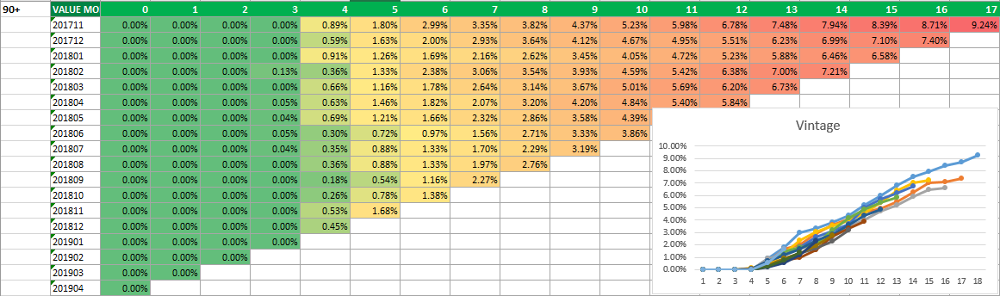 90+ VALUE MO 0 1 2 3 4 5 6 7 8 9 10 11 12 13 14 15 16 17
201711 0.00% 0.00% 0.00% 0.00% 0.89% 1.80% 2.99% 3.35% 3.82% 4.37% 5.23% 5.98% 6.78% 7.48% 7.94% 8.39% 8.71% 9.24%
201712 0.00% 0.00% 0.00% 0.00% 0.59% 1.63% 2.00% 2.93% 3.64% 4.12% 4.67% 4.95% 5.51% 6.23% 6.99% 7.10% 7.40%
201801 0.00% 0.00% 0.00% 0.00% 0.91% 1.26% 1.69% 2.16% 2.62% 3.45% 4.05% 4.72% 5.23% 5.88% 6.46% 6.58%
201802 0.00% 0.00% 0.00% 0.13% 0.36% 1.33% 2.38% 3.06% 3.54% 3.93% 4.59% 5.42% 6.38% 7.00% 7.21%
201803 0.00% 0.00% 0.00% 0.00% 0.66% 1.16% 1.78% 2.64% 3.14% 3.67% 5.01% 5.69% 6.20% 6.73%
201804 0.00% 0.00% 0.00% 0.05% 0.63% 1.46% 1.82% 2.07% 3.20% 4.20% 4.84% 5.40% 5.84%
201805 0.00% 0.00% 0.00% 0.04% 0.69% 1.21% 1.66% 2.32% 2.86% 3.58% 4.39%
201806 0.00% 0.00% 0.00% 0.05% 0.30% 0.72% 0.97% 1.56% 2.71% 3.33% 3.86%
201807 0.00% 0.00% 0.00% 0.04% 0.35% 0.88% 1.33% 1.70% 2.29% 3.19%
201808 0.00% 0.00% 0.00% 0.00% 0.36% 0.88% 1.33% 1.97% 2.76%
201809 0.00% 0.00% 0.00% 0.00% 0.18% 0.54% 1.16% 2.27%
201810 0.00% 0.00% 0.00% 0.00% 0.26% 0.78% 1.38%
201811 0.00% 0.00% 0.00% 0.00% 0.53% 1.68%
201812 0.00% 0.00% 0.00% 0.00% 0.45%
201901 0.00% 0.00% 0.00% 0.00%
201902 0.00% 0.00% 0.00%
201903 0.00% 0.00%
201904 0.00%
Vintage
10.00%
9.00%
8.00%
7.00%
6.00%
5.00%
4.00%
3.00%
2.00%
1.00%
0.00%
1 2 3 4 5 6 7 8 9 10 11 12 13 14 15 16 17 18